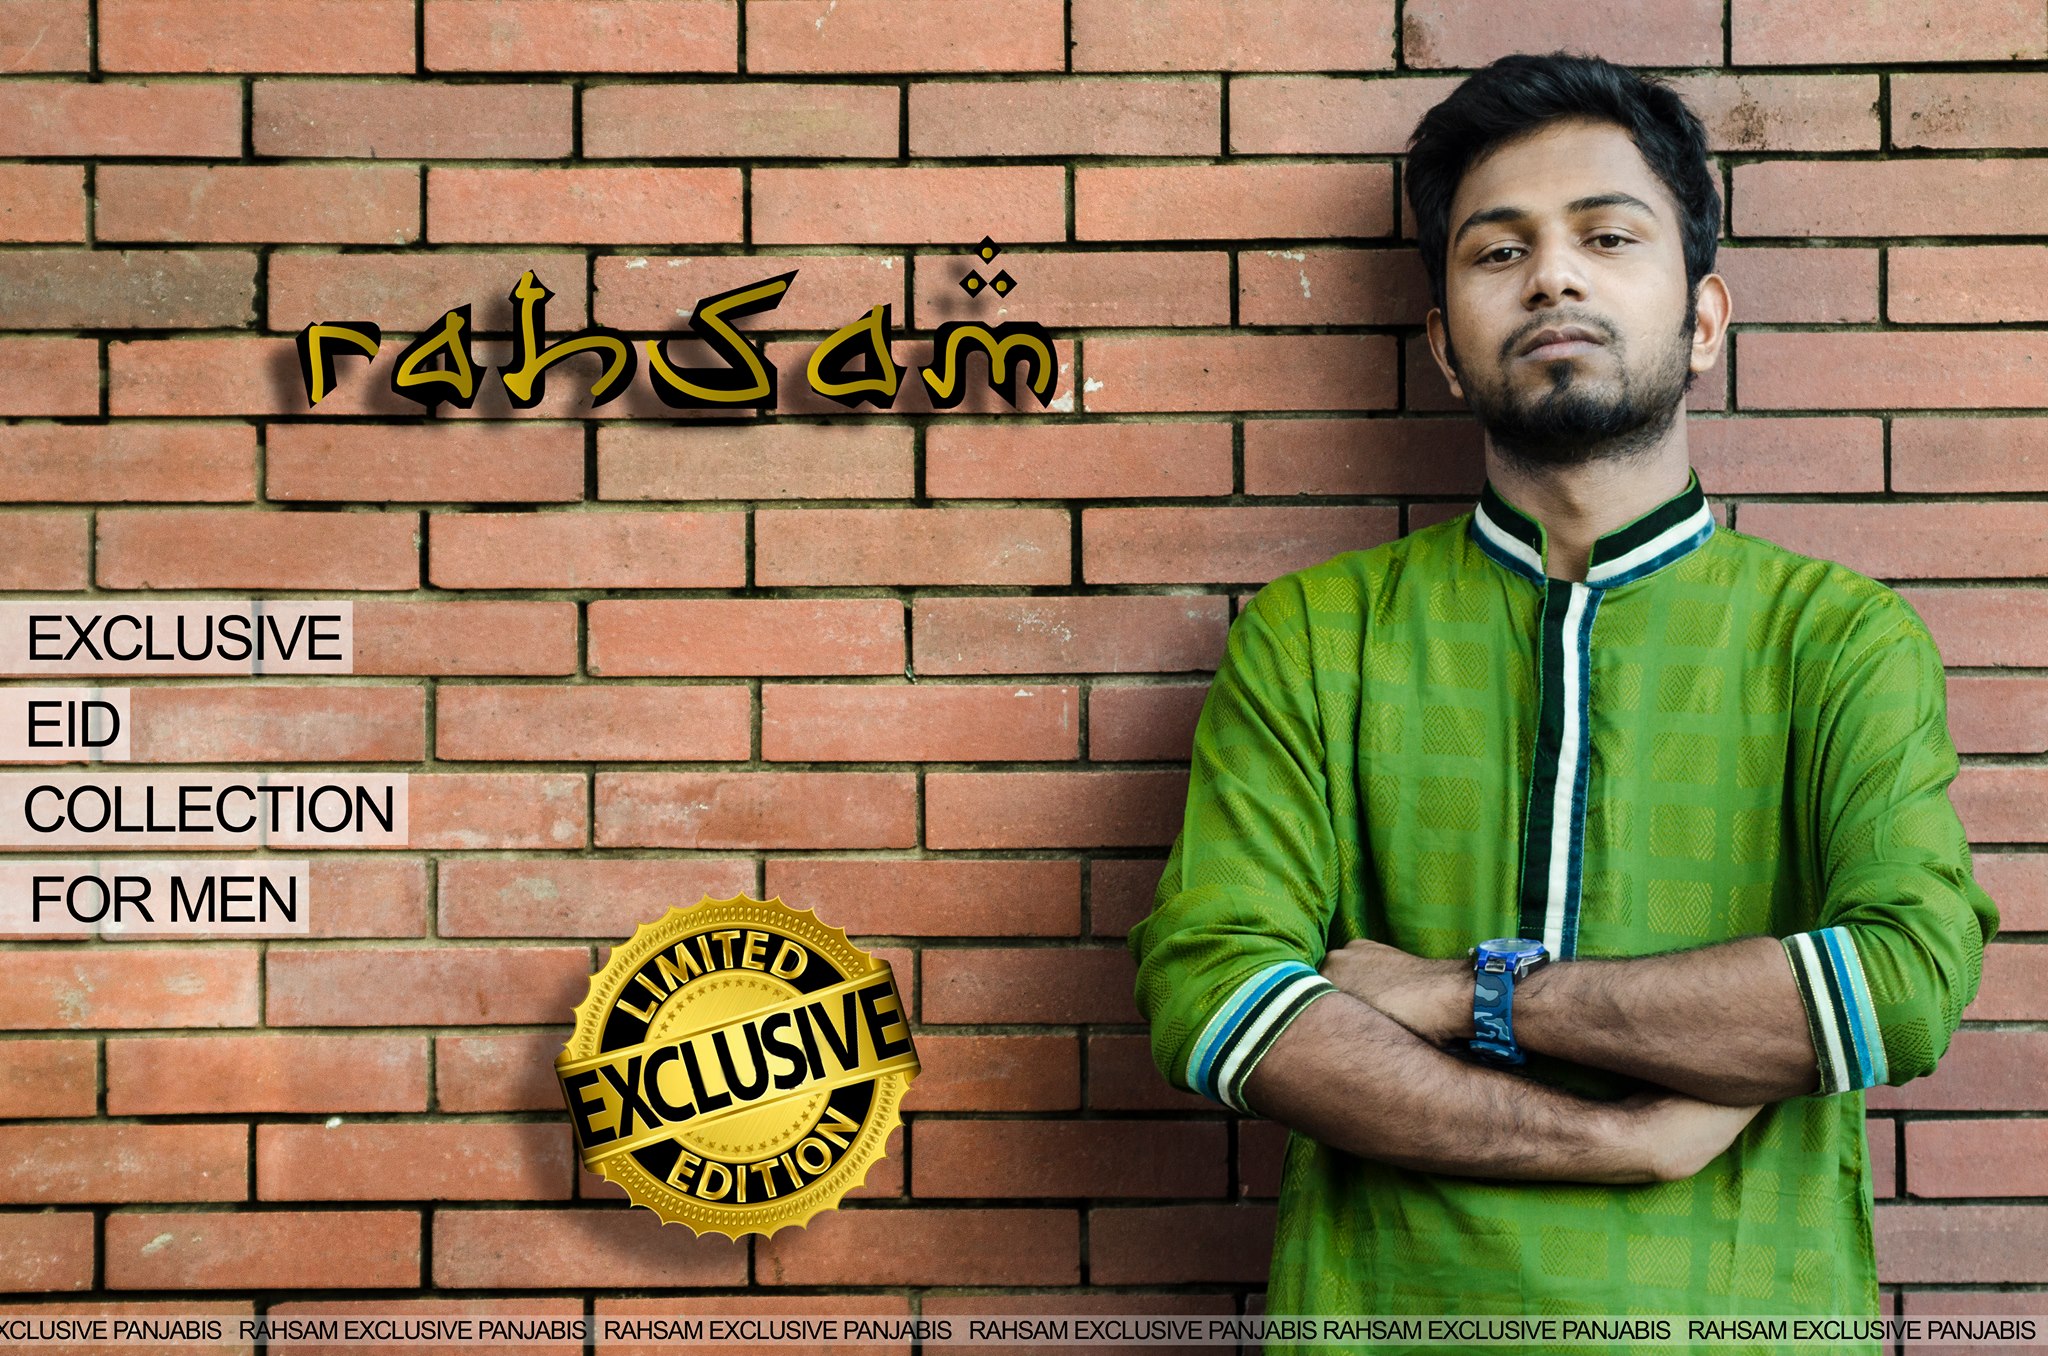 rahsam
EXCLUSIVE
EID
COLLECTION
FOR MEN
LIMITED
EXCLUSIVE
EDITION
XCLUSIVE PANJABIS RAHSAM EXCLUSIVE PANJABIS RAHSAM EXCLUSIVE PANJABIS RAHSAM EXCLUSIVE PANJABIS RAHSAM EXCLUSIVE PANJABIS RAHSAM EXCLUSIVE PANJABIS